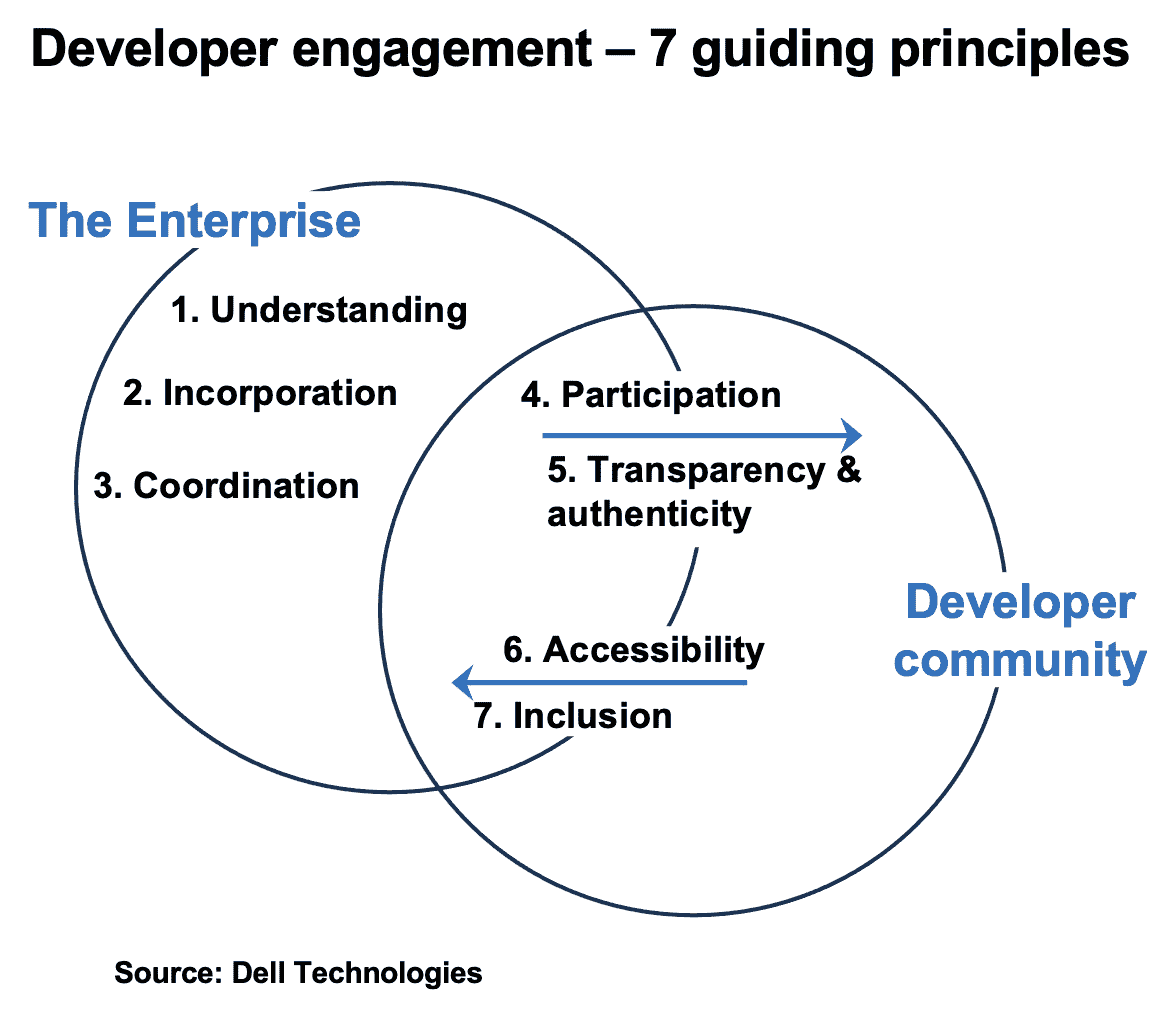 Developer engagement – 7 guiding principles
The Enterprise
1. Understanding
2. Incorporation
3. Coordination
4. Participation
5. Transparency &
authenticity
Developer
community
6. Accessibility
7. Inclusion
Source: Dell Technologies